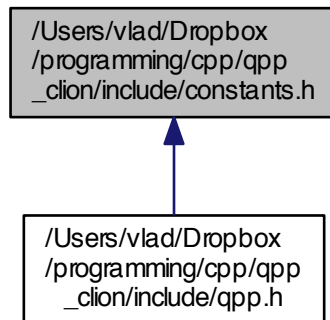 /Users/vlad/Dropbox
/programming/cpp/qpp
_clion/include/constants.h
/Users/vlad/Dropbox
/programming/cpp/qpp
_clion/include/qpp.h